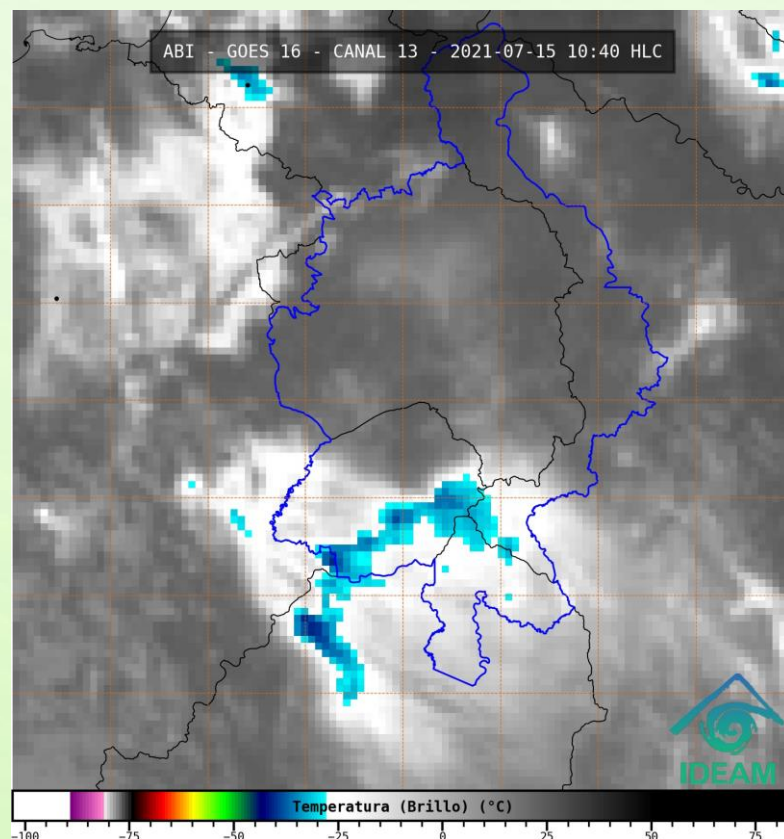 ABI - GOES 16 - CANAL 13 - 2021-07-15 10:40 HLC
IDEAM
Temperatura (Brillo) (°C)
−100 −75 −50 −25 0 25 50 75